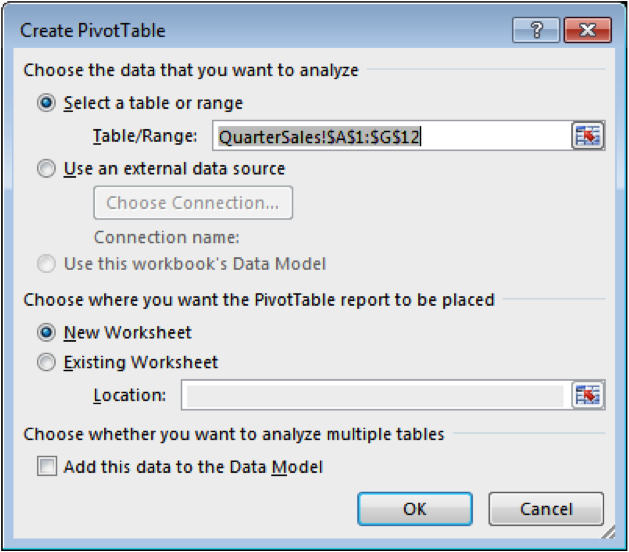 Create PivotTable
?
Choose the data that you want to analyze
Select a table or range
Table/Range: QuarterSales!$A$1:$G$12
Use an external data source
Choose Connection...
Connection name:
Use this workbook's Data Model
Choose where you want the PivotTable report to be placed
New Worksheet
Existing Worksheet
Location:
Choose whether you want to analyze multiple tables
Add this data to the Data Model
OK Cancel